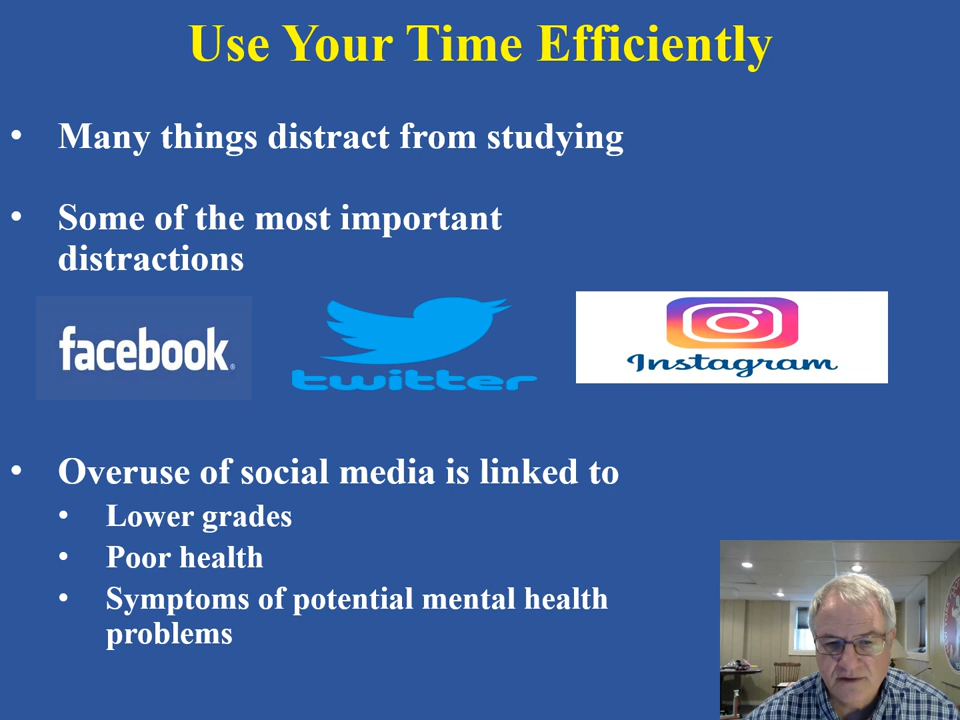 Use Your Time Efficiently
• Many things distract from studying
• Some of the most important
distractions
facebook®
twitter
Instagram
• Overuse of social media is linked to
• Lower grades
• Poor health
• Symptoms of potential mental health
problems